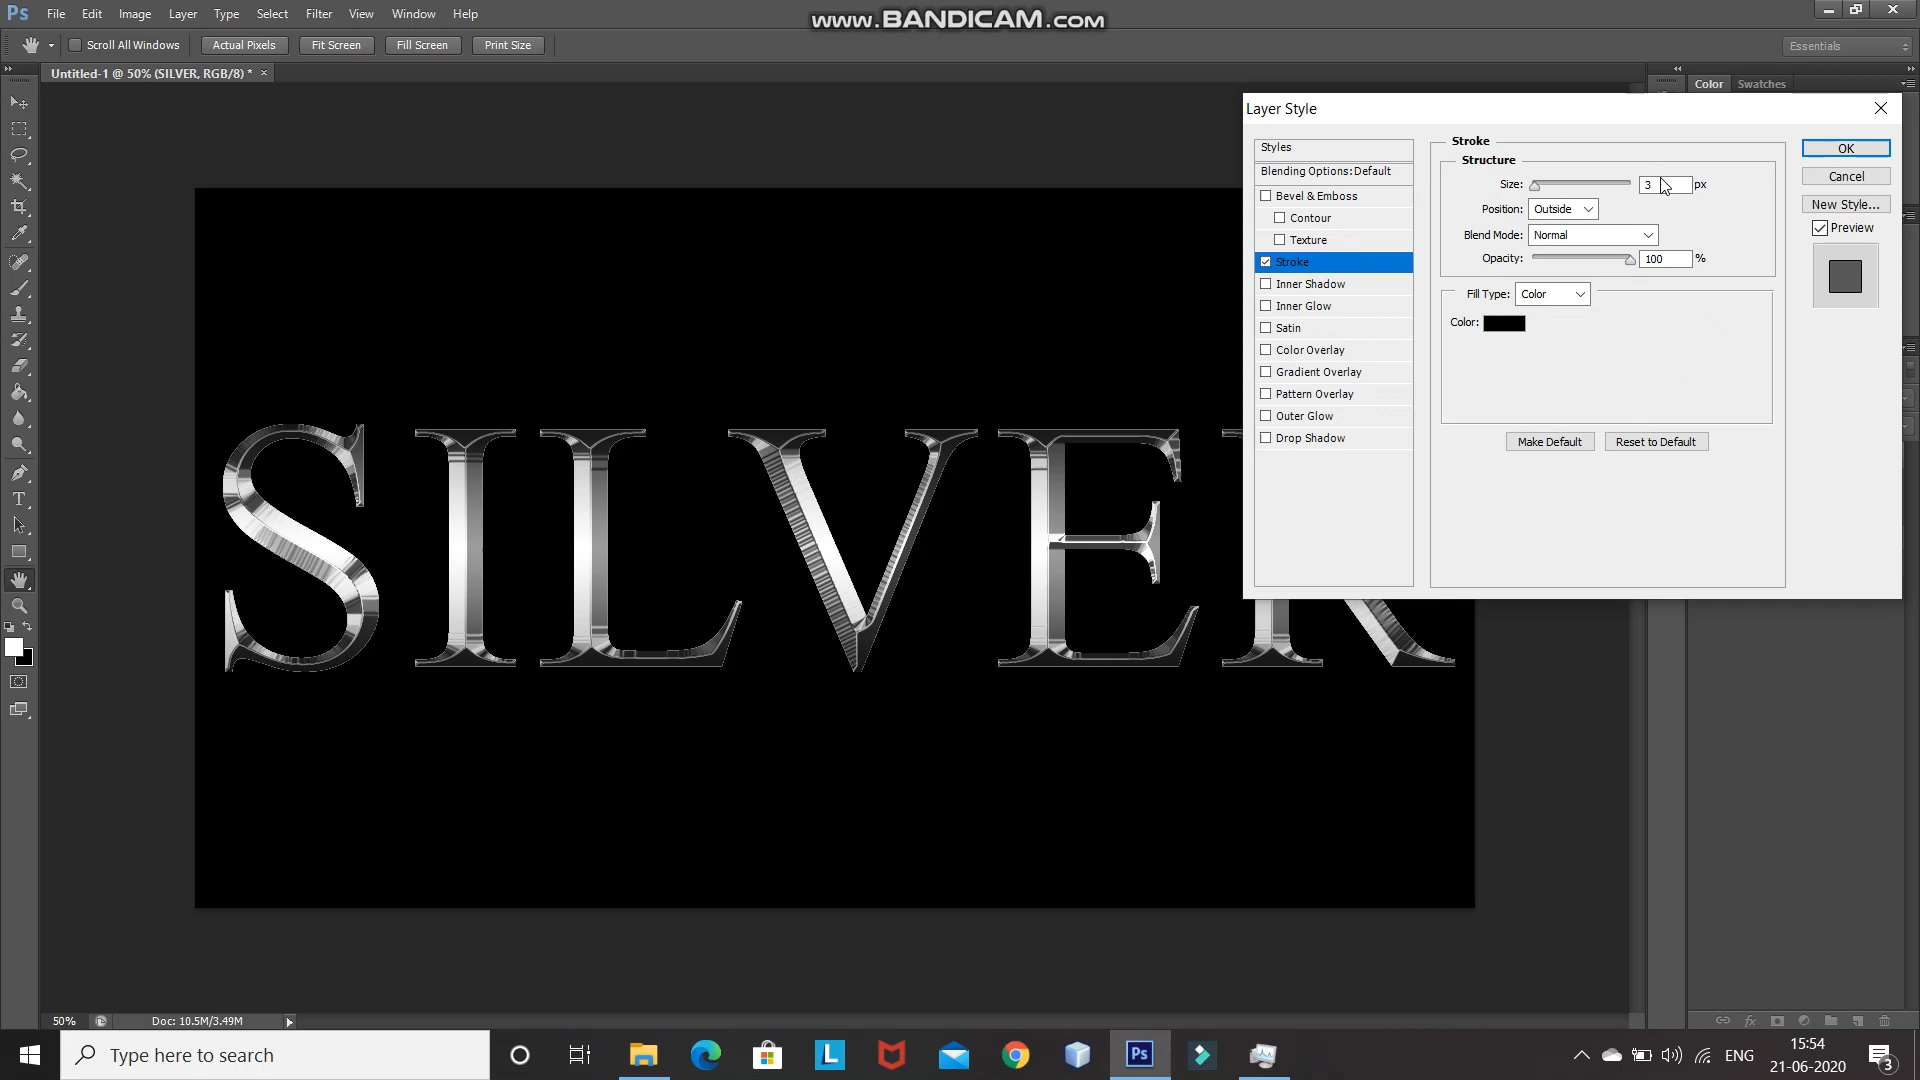 Ps File Edit Image Layer Type Select Filter View Window Help
www.BANDICAM.com
Scroll All Windows Actual Pixels Fit Screen Fill Screen Print Size
Essentials
Untitled-1 @ 50% (SILVER, RGB/8) * ×
Color Swatches
Layer Style
Styles
Blending Options: Default
Bevel & Emboss
Contour
Texture
Stroke
Inner Shadow
Inner Glow
Satin
Color Overlay
Gradient Overlay
Pattern Overlay
Outer Glow
Drop Shadow
Stroke
Structure
Size: 3 px
Position: Outside
Blend Mode: Normal
Opacity: 100 %
Fill Type: Color
Color:
Make Default Reset to Default
OK
Cancel
New Style...
Preview
SILVER
T
50% Doc: 10.5M/3.49M
fx
Type here to search
L
Ps
ENG
15:54
21-06-2020
3